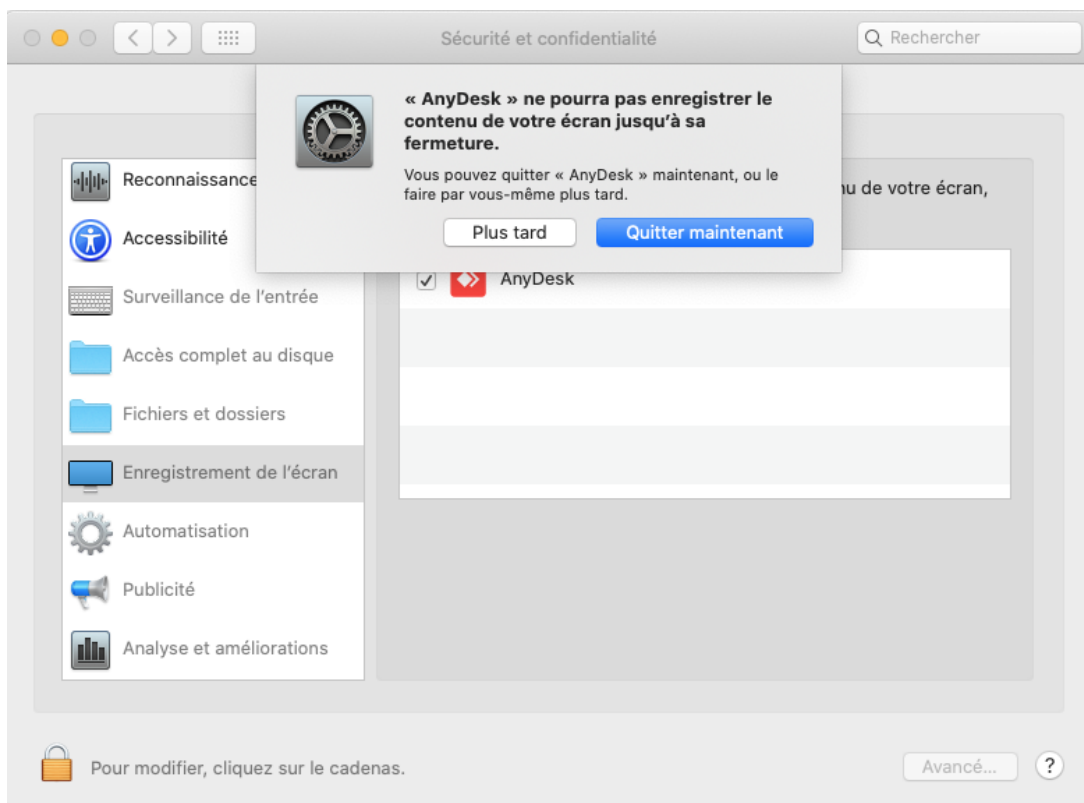 Sécurité et confidentialité
Rechercher
« AnyDesk » ne pourra pas enregistrer le
contenu de votre écran jusqu’à sa
fermeture.
Vous pouvez quitter « AnyDesk » maintenant, ou le
faire par vous-même plus tard.
Plus tard
Quitter maintenant
Reconnaissance
Accessibilité
Surveillance de l’entrée
Accès complet au disque
Fichiers et dossiers
Enregistrement de l’écran
Automatisation
Publicité
Analyse et améliorations
de votre écran,
AnyDesk
Pour modifier, cliquez sur le cadenas.
Avancé...
?